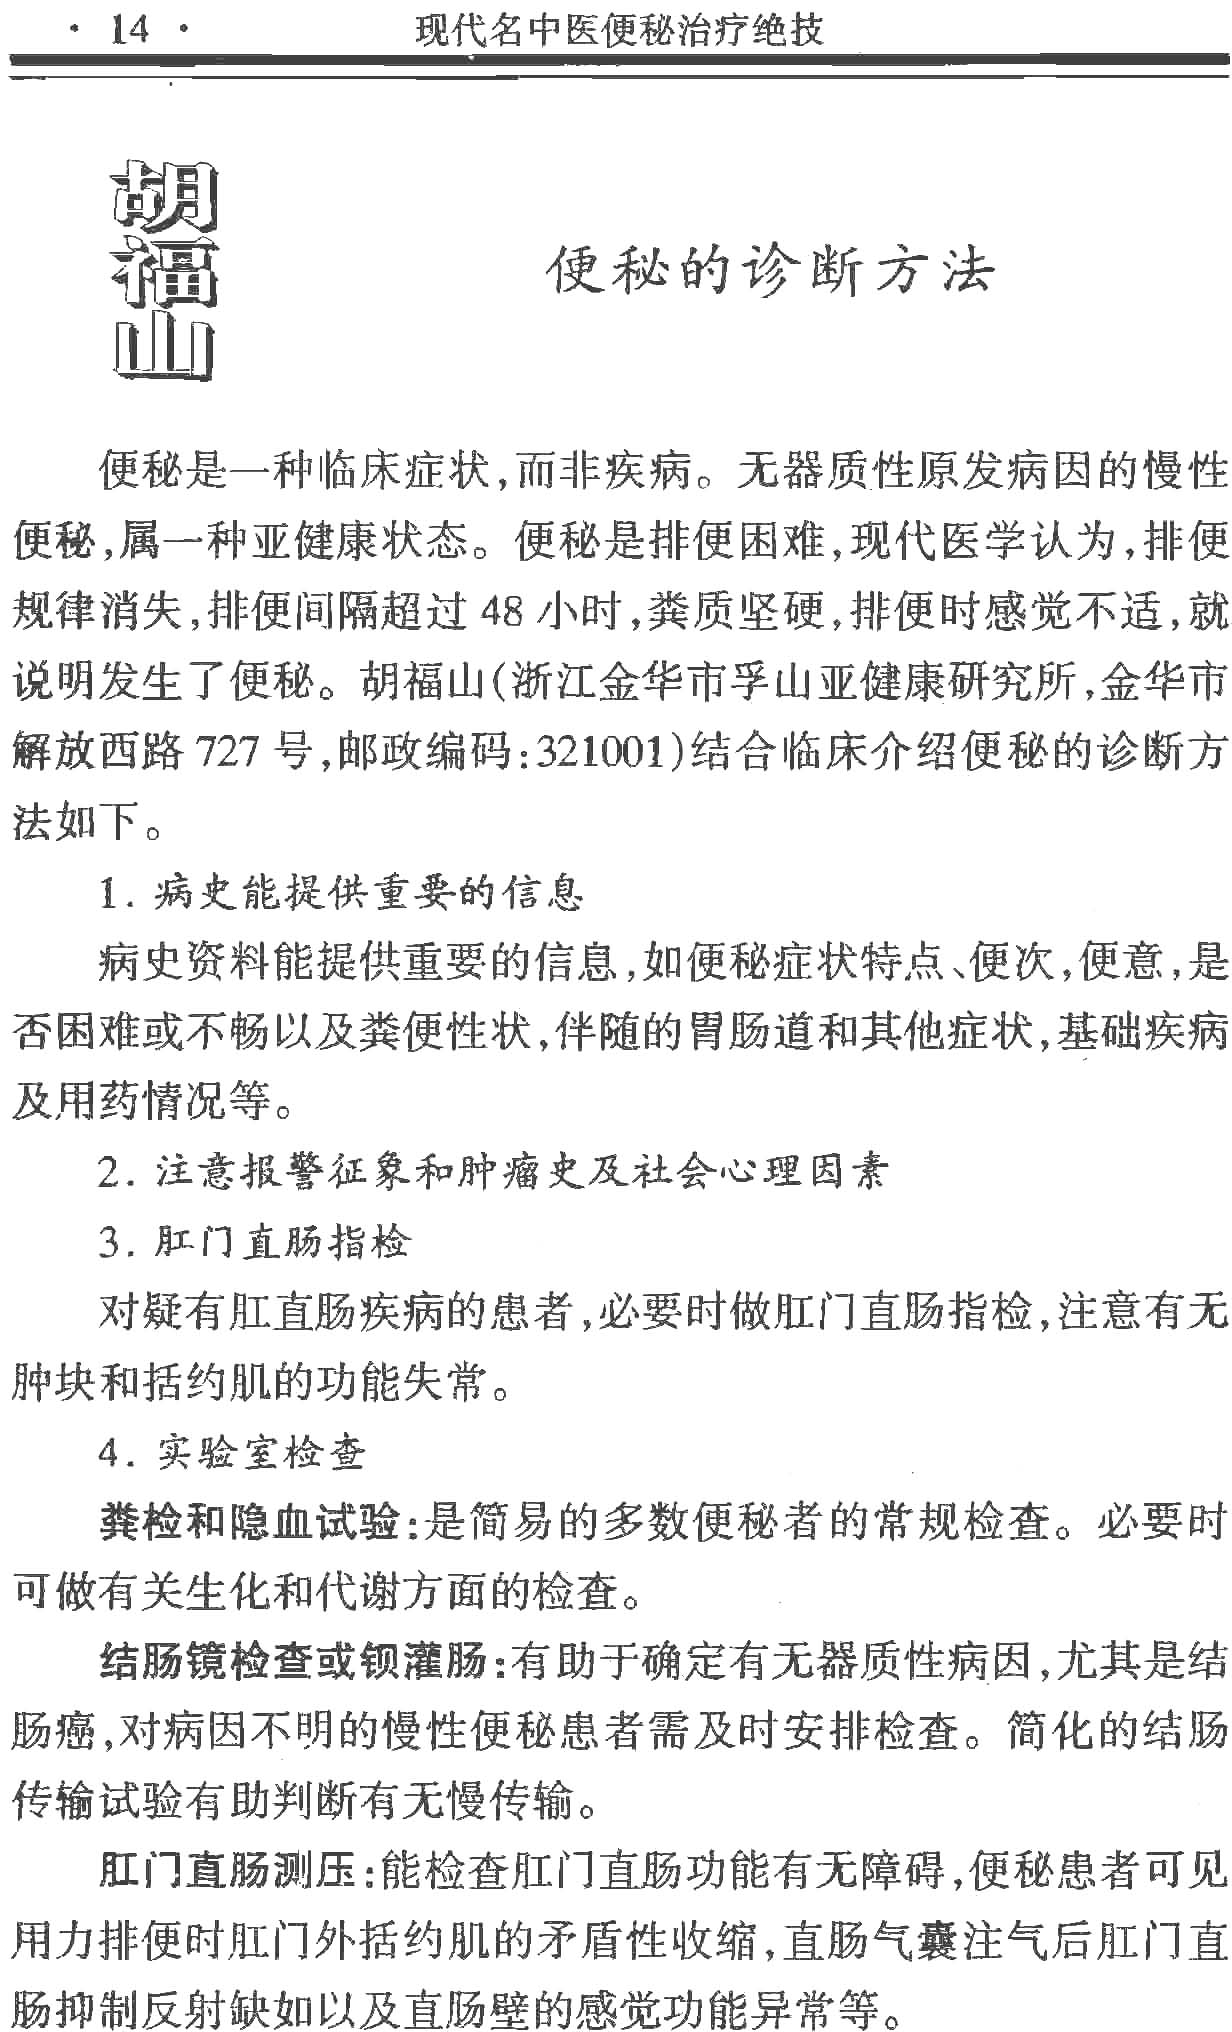 · 14 · 现代名中医便秘治疗绝技
胡福山
便秘的诊断方法
便秘是一种临床症状,而非疾病。无器质性原发病因的慢性
便秘,属一种亚健康状态。便秘是排便困难,现代医学认为,排便
规律消失,排便间隔超过 48 小时,粪质坚硬,排便时感觉不适,就
说明发生了便秘。胡福山(浙江金华市孚山亚健康研究所,金华市
解放西路 727 号,邮政编码:321001)结合临床介绍便秘的诊断方
法如下。
1. 病史能提供重要的信息
病史资料能提供重要的信息,如便秘症状特点、便次,便意,是
否困难或不畅以及粪便性状,伴随的胃肠道和其他症状,基础疾病
及用药情况等。
2. 注意报警征象和肿瘤史及社会心理因素
3. 肛门直肠指检
对疑有肛直肠疾病的患者,必要时做肛门直肠指检,注意有无
肿块和括约肌的功能失常。
4. 实验室检查
粪检和隐血试验:是简易的多数便秘者的常规检查。必要时
可做有关生化和代谢方面的检查。
结肠镜检查或钡灌肠:有助于确定有无器质性病因,尤其是结
肠癌,对病因不明的慢性便秘患者需及时安排检查。简化的结肠
传输试验有助判断有无慢传输。
肛门直肠测压:能检查肛门直肠功能有无障碍,便秘患者可见
用力排便时肛门外括约肌的矛盾性收缩,直肠气囊注气后肛门直
肠抑制反射缺如以及直肠壁的感觉功能异常等。